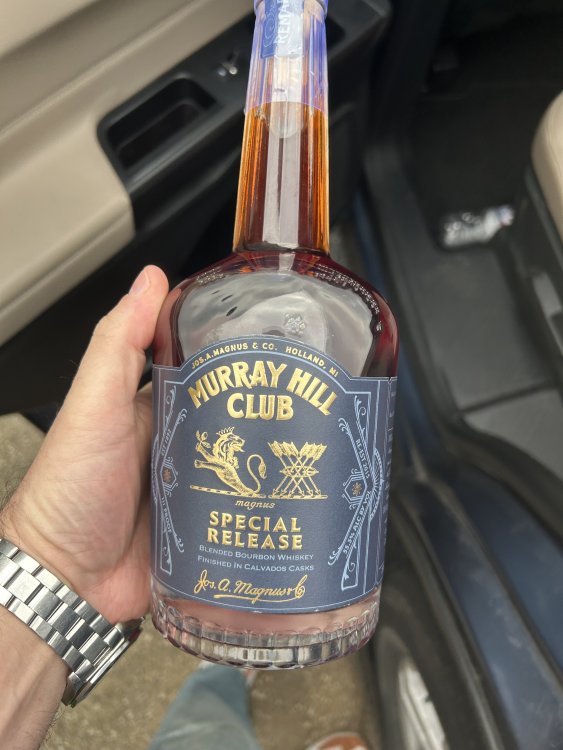 REMAR
JOS. A. MAGNUS & CO. HOLLAND, MI
MURRAY HILL
CLUB
magnus
SPECIAL
RELEASE
BLENDED BOURBON WHISKEY
FINISHED IN CALVADOS CASKS
Jos. A. Magnus & Co